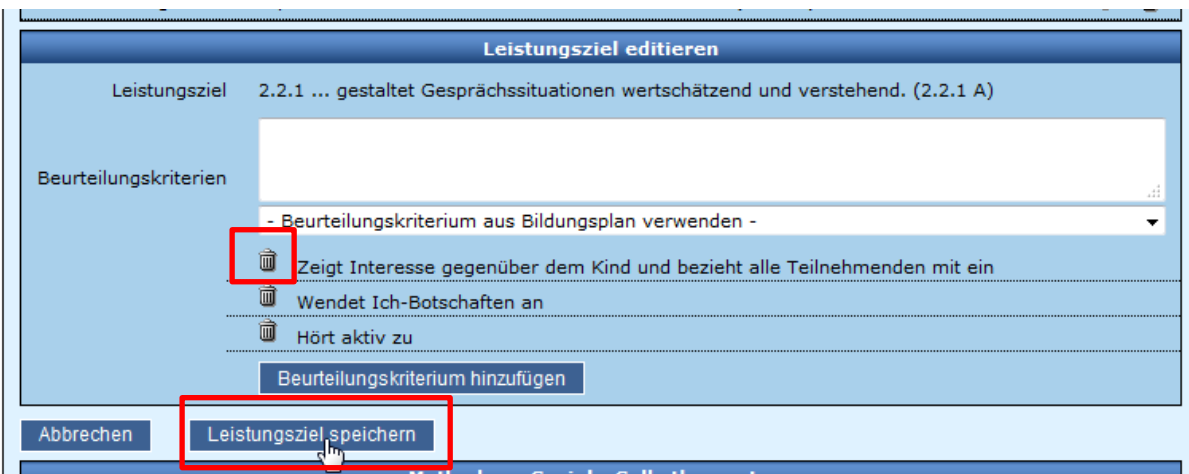 Leistungsziel editieren
Leistungsziel 2.2.1 ... gestaltet Gesprächssituationen wertschätzend und verstehend. (2.2.1 A)
Beurteilungskriterien
- Beurteilungskriterium aus Bildungsplan verwenden -
Zeigt Interesse gegenüber dem Kind und bezieht alle Teilnehmenden mit ein
Wendet Ich-Botschaften an
Hört aktiv zu
Beurteilungskriterium hinzufügen
Abbrechen Leistungsziel speichern